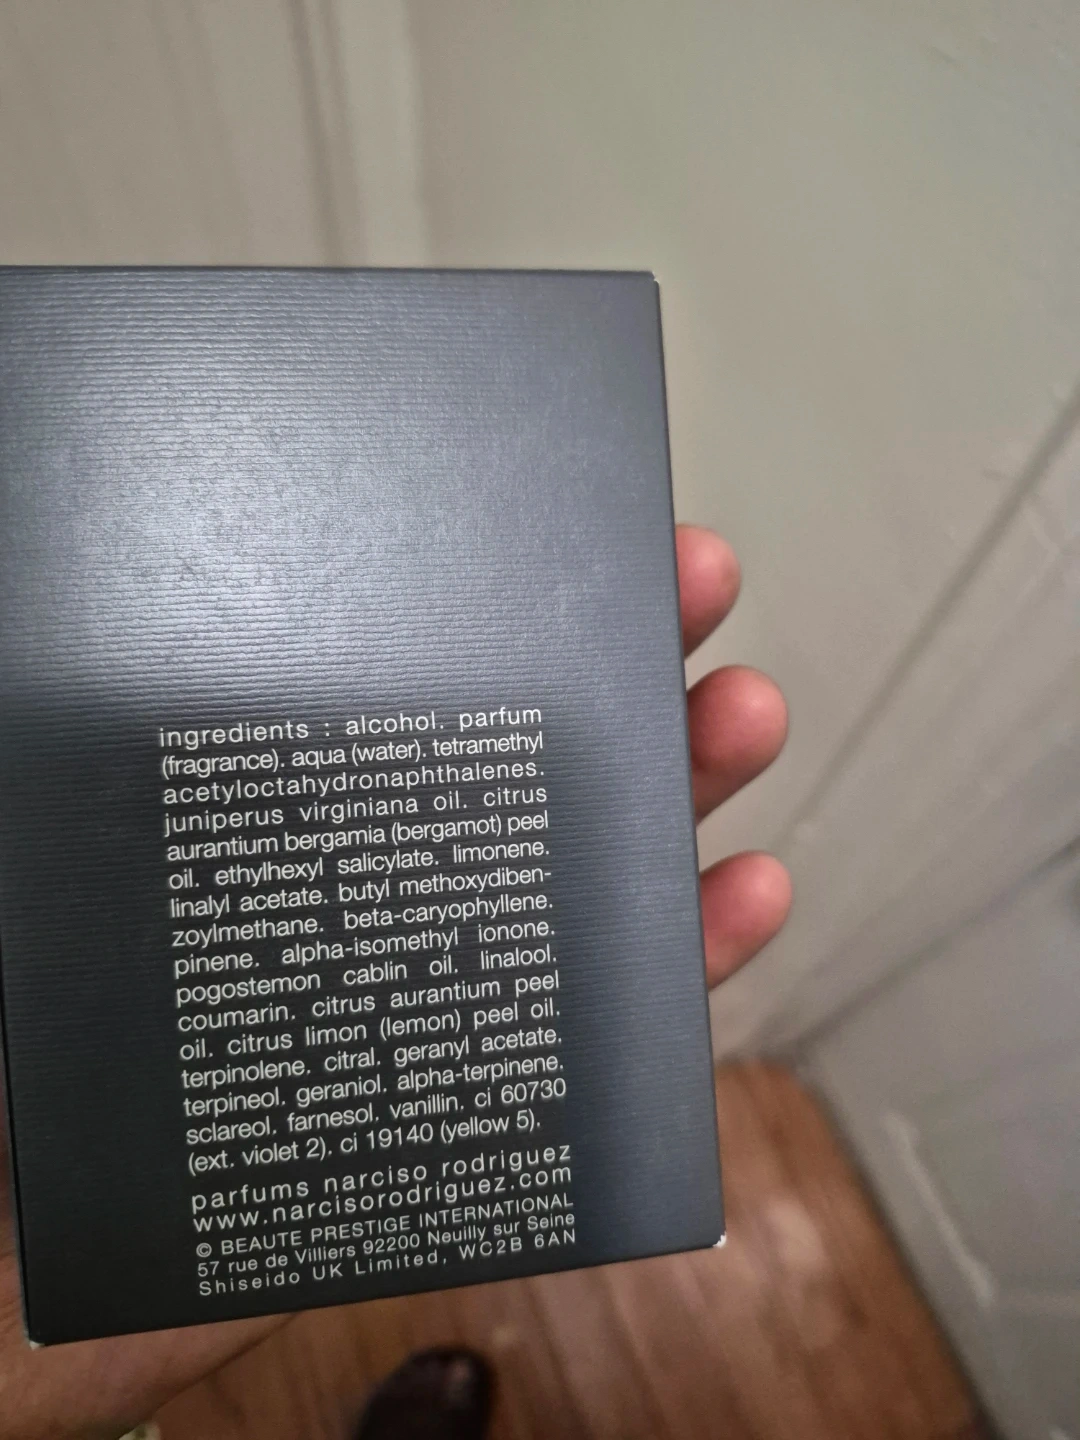 ingredients : alcohol. parfum
(fragrance). aqua (water). tetramethyl
acetyloctahydronaphthalenes.
juniperus virginiana oil. citrus
aurantium bergamia (bergamot) peel
oil. ethylhexyl salicylate. limonene.
linalyl acetate. butyl methoxydiben-
zoylmethane. beta-caryophyllene.
pinene. alpha-isomethyl ionone.
pogostemon cablin oil. linalool.
coumarin. citrus aurantium peel
oil. citrus limon (lemon) peel oil.
terpinolene. citral. geranyl acetate.
terpineol. geraniol. alpha-terpinene.
sclareol. farnesol. vanillin. ci 60730
(ext. violet 2). ci 19140 (yellow 5).
parfums narciso rodriguez
www.narcisorodriguez.com
© BEAUTE PRESTIGE INTERNATIONAL
57 rue de Villiers 92200 Neuilly sur Seine
Shiseido UK Limited, WC2B 6AN